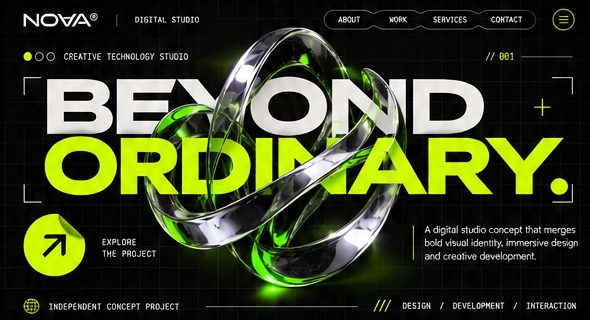 NOVA®
DIGITAL STUDIO
ABOUT
WORK
SERVICES
CONTACT
CREATIVE TECHNOLOGY STUDIO
// 001
BEYOND
ORDINARY.
EXPLORE
THE PROJECT
A digital studio concept that merges
bold visual identity, immersive design
and creative development.
INDEPENDENT CONCEPT PROJECT
/// DESIGN / DEVELOPMENT / INTERACTION